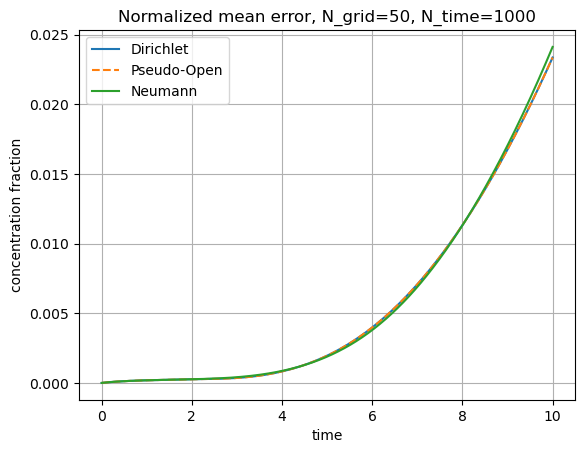 Normalized mean error, N_grid=50, N_time=1000
Dirichlet
Pseudo-Open
Neumann
concentration fraction
0.025
0.020
0.015
0.010
0.005
0.000
0 2 4 6 8 10
time